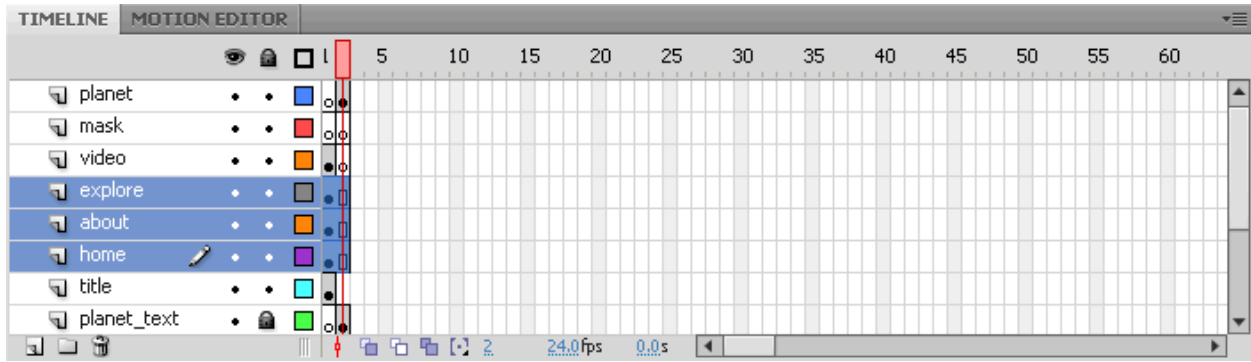 TIMELINE MOTION EDITOR
1 5 10 15 20 25 30 35 40 45 50 55 60
planet
mask
video
explore
about
home
title
planet_text
2 24.0fps 0.0s